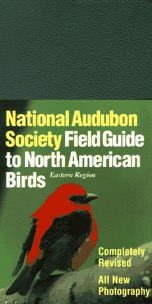 National Audubon
Society Field Guide
to North American
Birds Eastern Region
Completely
Revised
All New
Photography